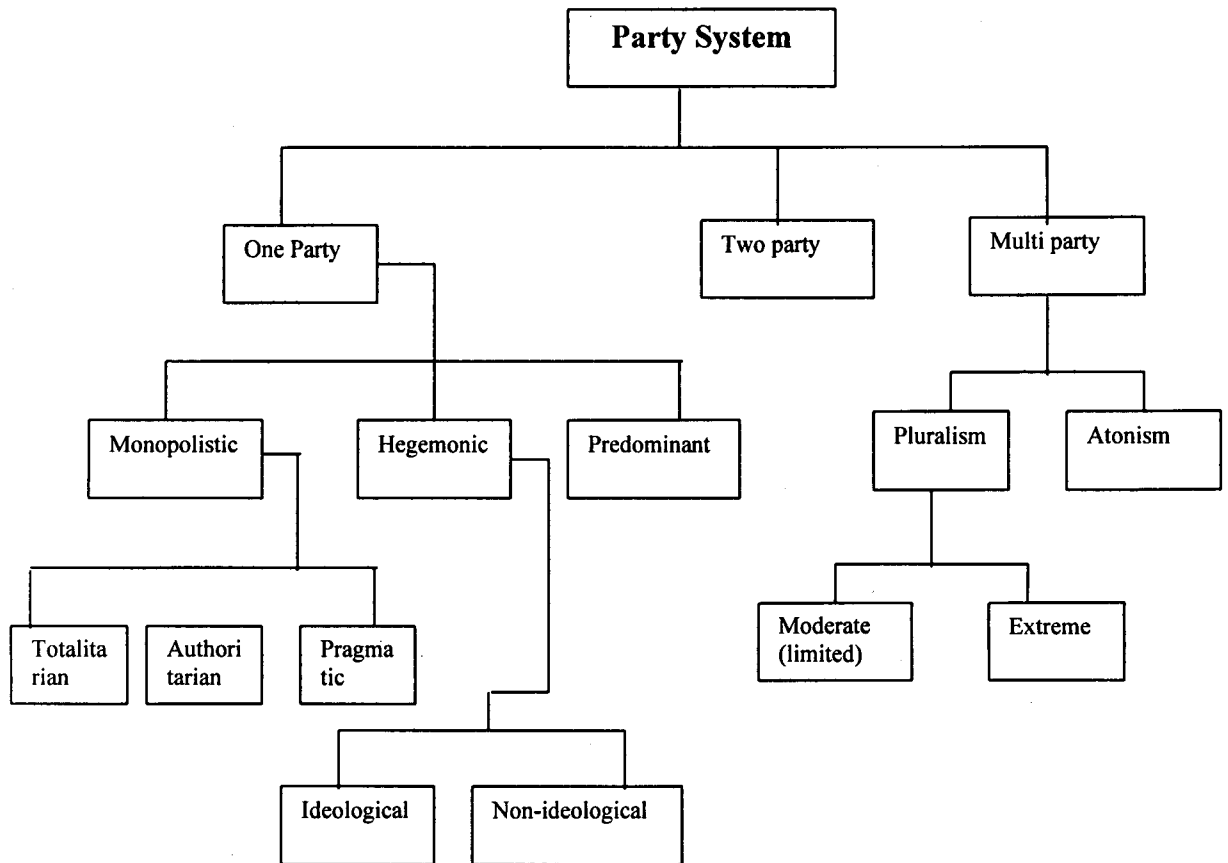 Party System
One Party
Two party
Multi party
Monopolistic
Hegemonic
Predominant
Pluralism
Atonism
Totalita
rian
Authori
tarian
Pragma
tic
Moderate
(limited)
Extreme
Ideological
Non-ideological